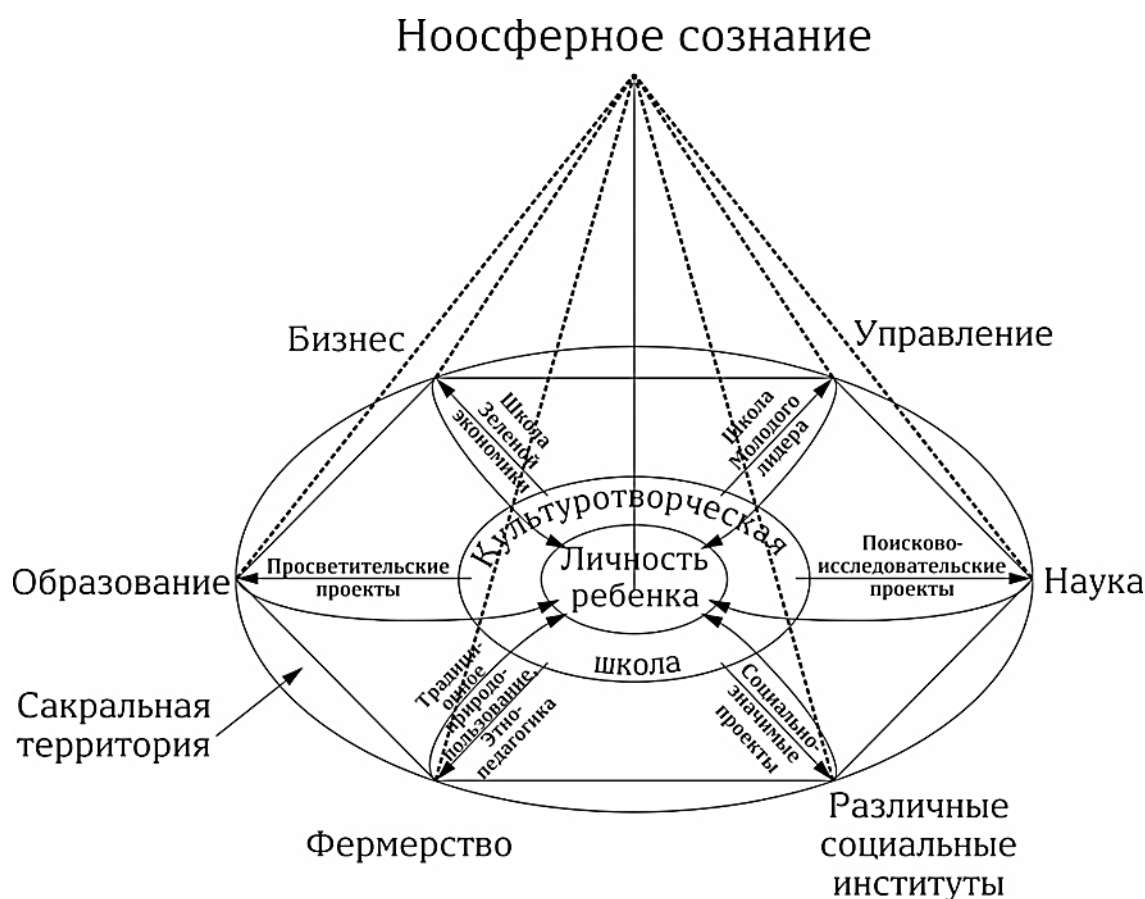 Ноосферное сознание
Бизнес
Управление
Школа
Зеленой
экономики
Школа
Молодого
лидера
Культуротворческая
Личность
ребенка
школа
Образование
Просветительские
проекты
Поисково-
исследовательские
проекты
Наука
Сакральная
территория
Традици-
онное
природо-
пользование,
Этно-
педагогика
Социально-
значимые
проекты
Фермерство
Различные
социальные
институты